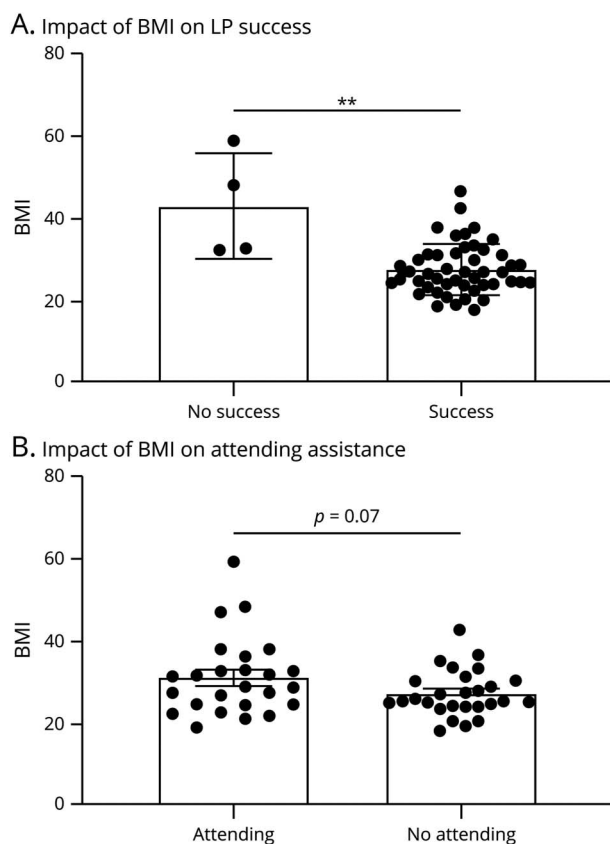 A. Impact of BMI on LP success
80
**
60
BMI
40
20
0
No success Success
B. Impact of BMI on attending assistance
80
p = 0.07
60
BMI
40
20
0
Attending No attending